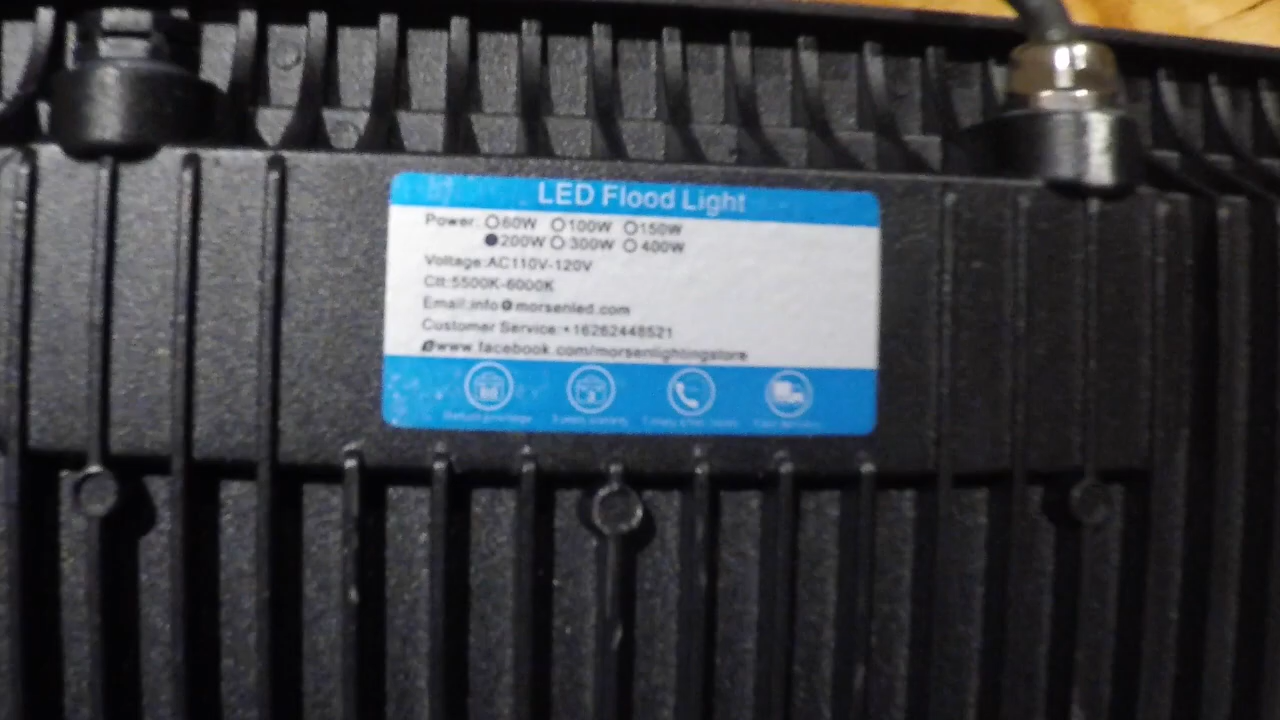 LED Flood Light
Power: ○60W ○100W ○150W
●200W ○300W ○400W
Voltage:AC110V-120V
Ctt:5500K-6000K
Email:info@morsenled.com
Customer Service:+16262448521
www.facebook.com/morsenlightingstore